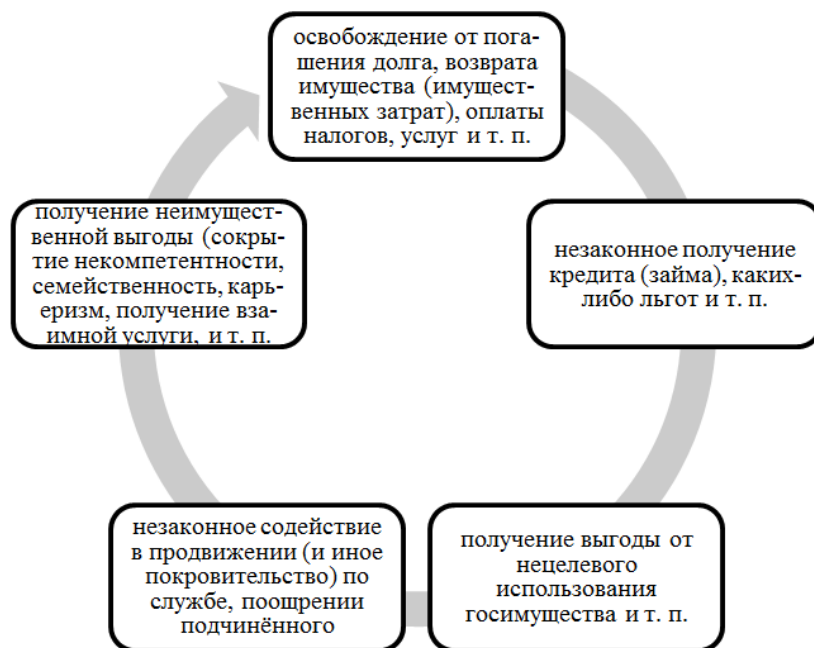 освобождение от пога-
шения долга, возврата
имущества (имущест-
венных затрат), оплаты
налогов, услуг и т. п.
незаконное получение
кредита (займа), каких-
либо льгот и т. п.
получение выгоды от
нецелевого
использования
госимущества и т. п.
незаконное содействие
в продвижении (и иное
покровительство) по
службе, поощрении
подчинённого
получение неимущест-
венной выгоды (сокры-
тие некомпетентности,
семейственность, карь-
еризм, получение вза-
имной услуги, и т. п.